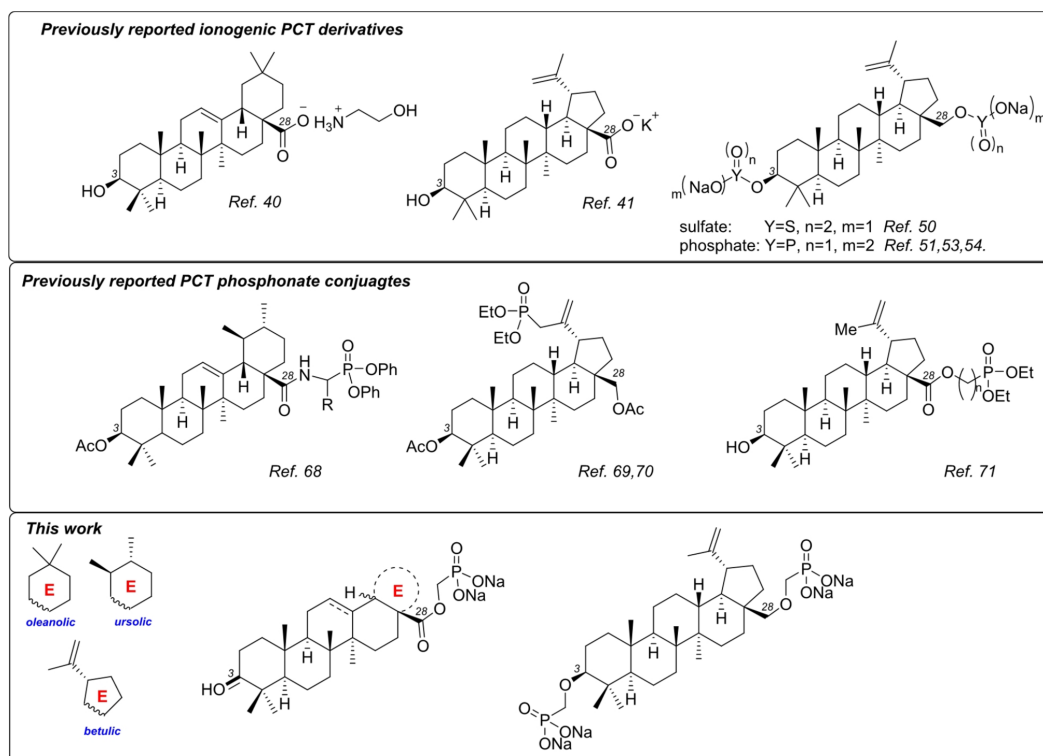 Previously reported ionogenic PCT derivatives
H
28
O
O
−
H3N
+
OH
3
HO
H
H
Ref. 40
H
28
O−K+
O
3
HO
H
H
Ref. 41
H
28
O
Y
(ONa)m
(O)n
(O)n
m(NaO)
Y
O
3
H
H
sulfate: Y=S, n=2, m=1 Ref. 50
phosphate: Y=P, n=1, m=2 Ref. 51,53,54.
Previously reported PCT phosphonate conjuagtes
H
28
O
H
N
R
O
P
OPh
OPh
3
AcO
H
H
Ref. 68
EtO
EtO
O
P
H
28
OAc
3
AcO
H
H
Ref. 69,70
Me
H
28
O
O
( )n
O
P
OEt
OEt
3
HO
H
H
Ref. 71
This work
E
oleanolic
E
ursolic
E
betulic
H
E
28
O
O
O
P
ONa
ONa
3
HO
H
H
H
28
O
O
P
ONa
ONa
3
O
O
P
ONa
ONa
H
H